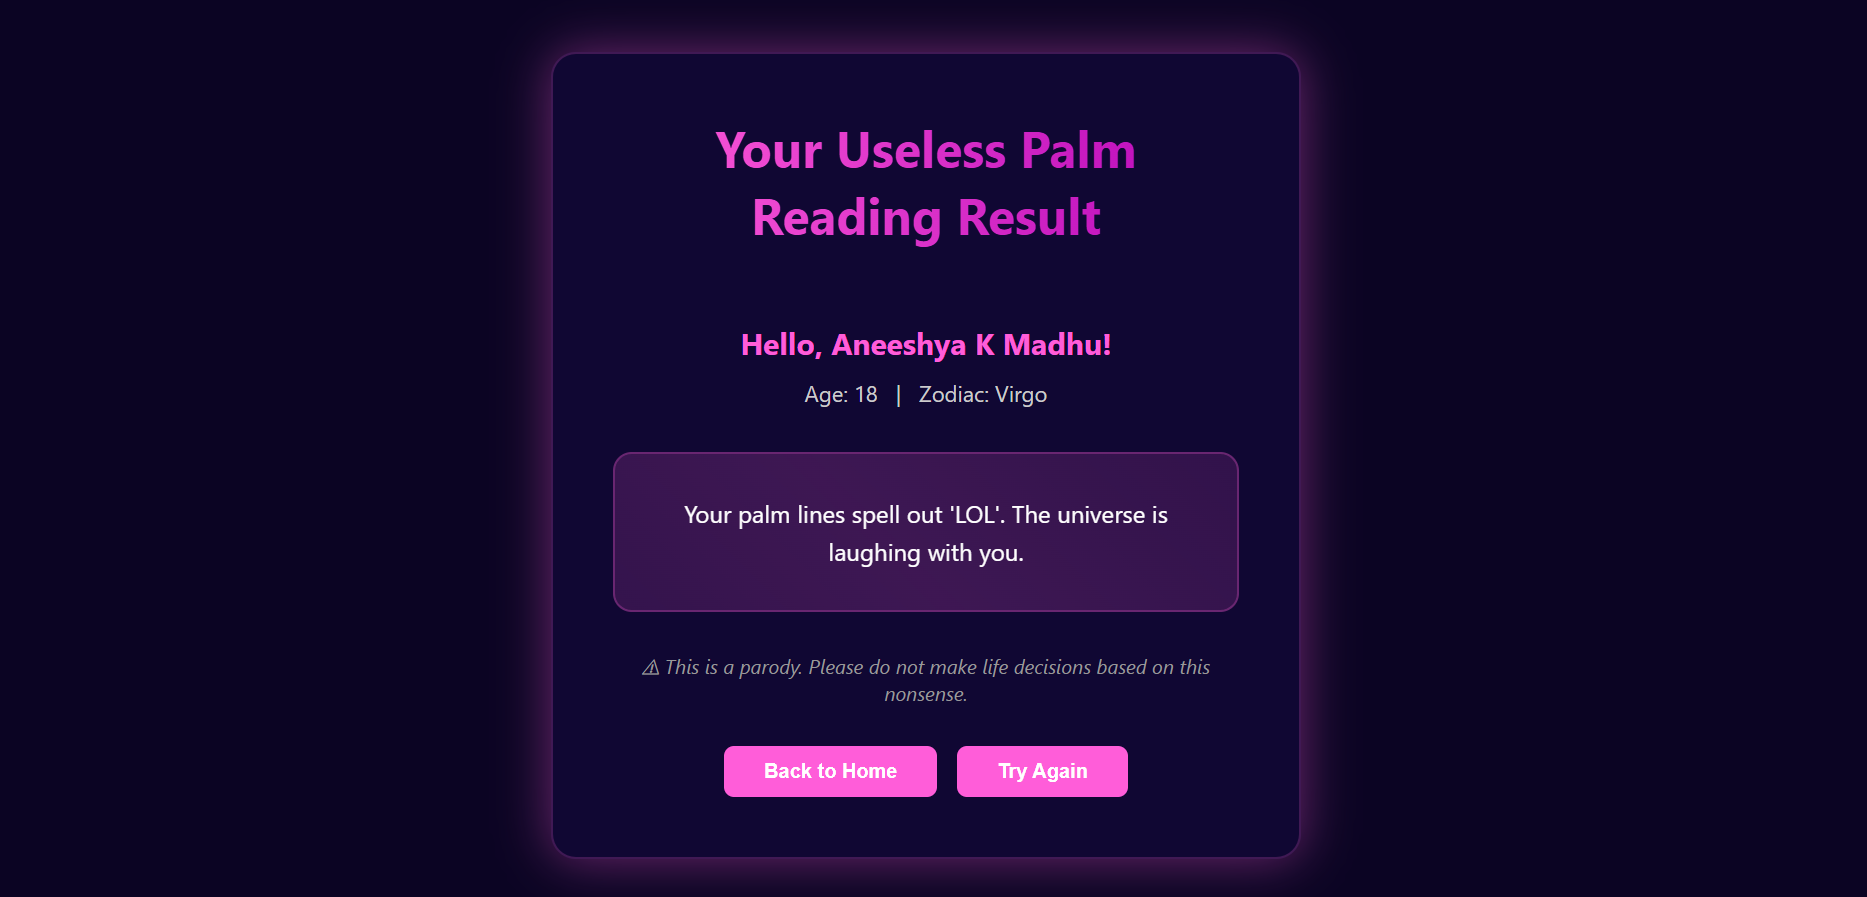 Your Useless Palm
Reading Result
Hello, Aneeshya K Madhu!
Age: 18 | Zodiac: Virgo
Your palm lines spell out 'LOL'. The universe is
laughing with you.
⚠ This is a parody. Please do not make life decisions based on this
nonsense.
Back to Home
Try Again